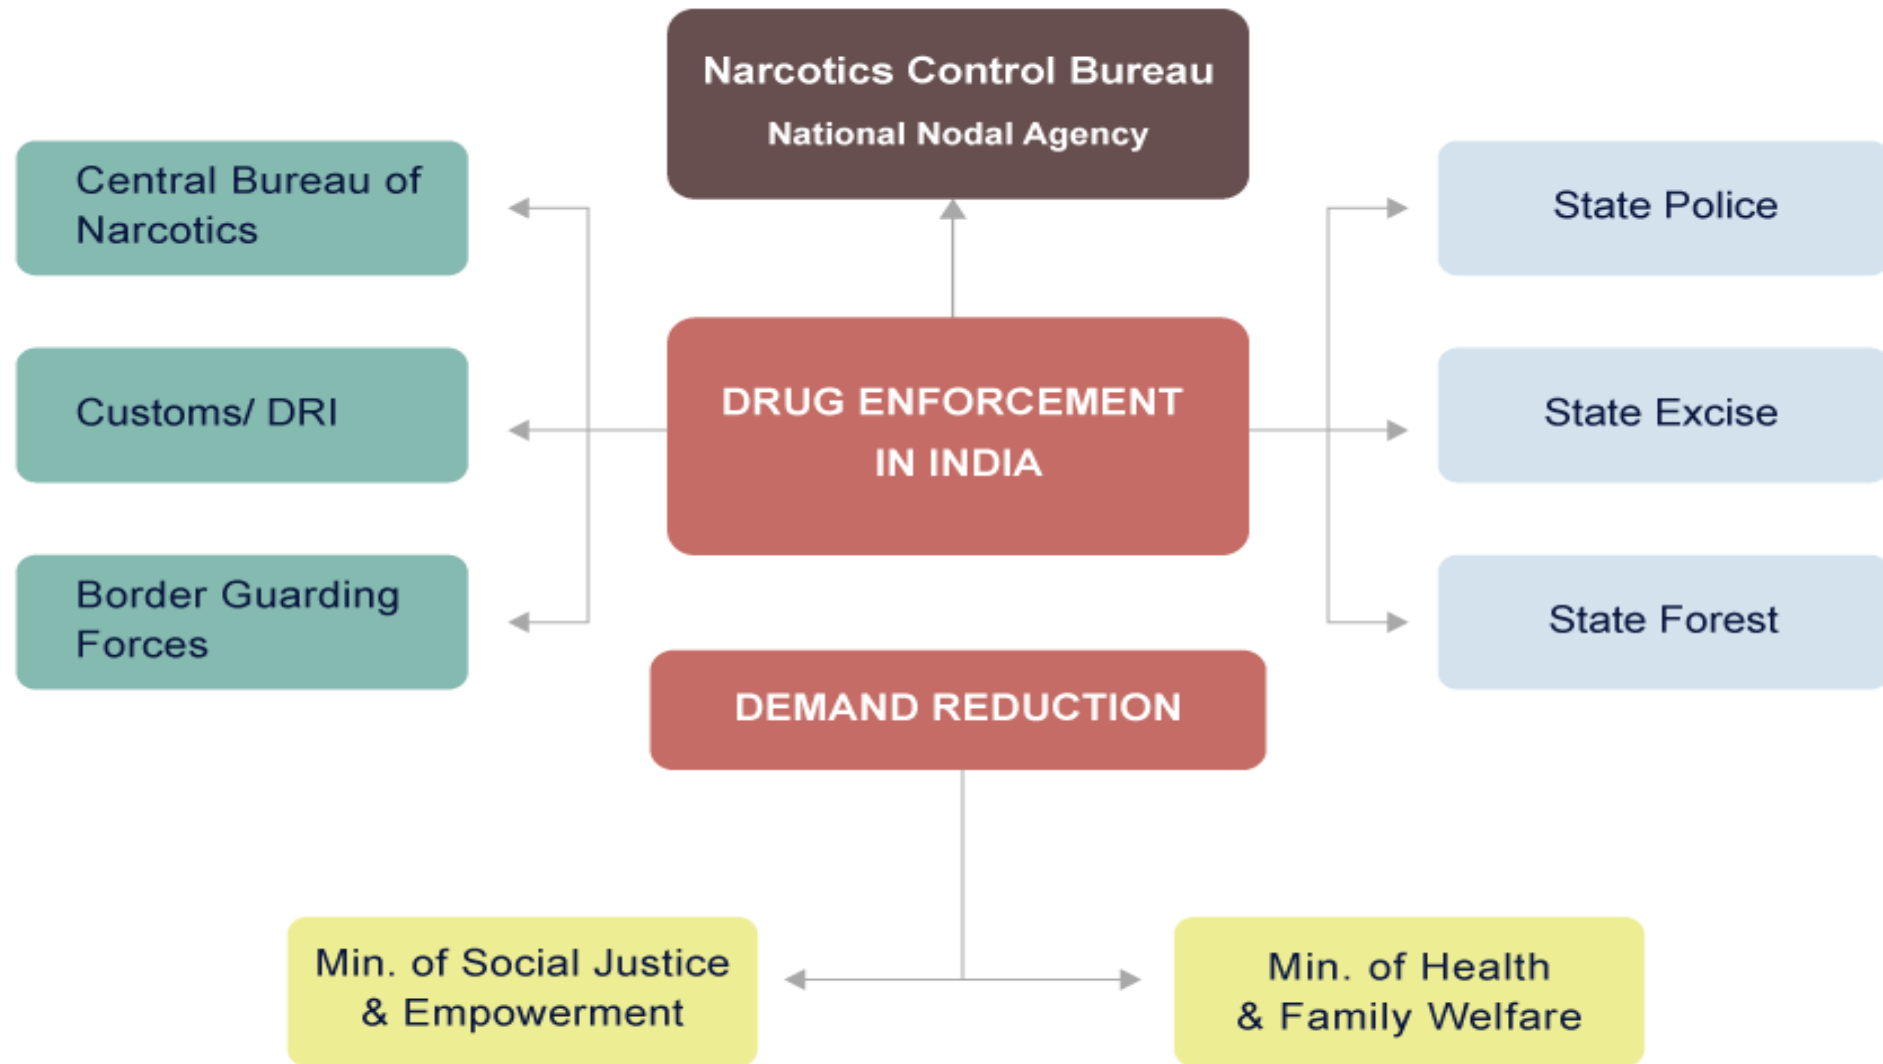 Narcotics Control Bureau
National Nodal Agency
Central Bureau of
Narcotics
State Police
Customs/ DRI
DRUG ENFORCEMENT
IN INDIA
State Excise
Border Guarding
Forces
State Forest
DEMAND REDUCTION
Min. of Social Justice
& Empowerment
Min. of Health
& Family Welfare